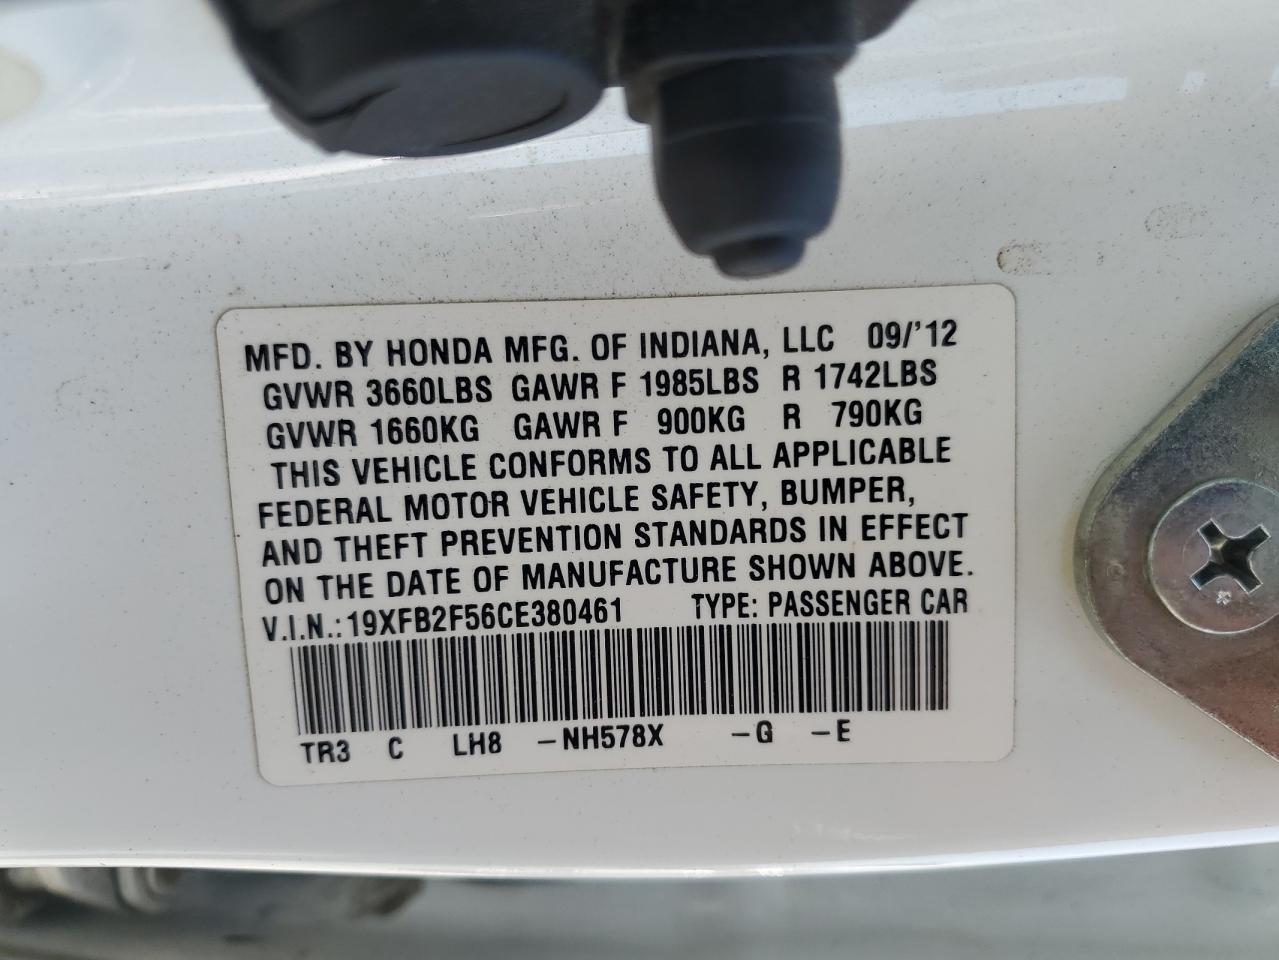 MFD. BY HONDA MFG. OF INDIANA, LLC 09/'12
GVWR 3660LBS GAWR F 1985LBS R 1742LBS
GVWR 1660KG GAWR F 900KG R 790KG
THIS VEHICLE CONFORMS TO ALL APPLICABLE
FEDERAL MOTOR VEHICLE SAFETY, BUMPER,
AND THEFT PREVENTION STANDARDS IN EFFECT
ON THE DATE OF MANUFACTURE SHOWN ABOVE.
V.I.N.: 19XFB2F56CE380461 TYPE: PASSENGER CAR
TR3 C LH8 -NH578X -G -E